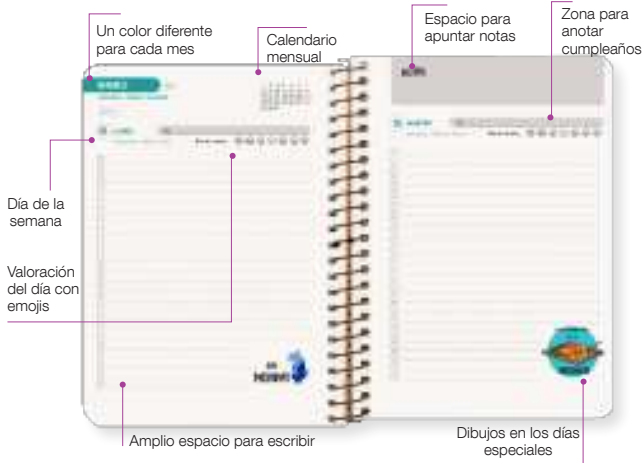 Un color diferente
para cada mes
Calendario
mensual
Espacio para
apuntar notas
Zona para
anotar
cumpleaños
Día de la
semana
Valoración
del día con
emojis
Amplio espacio para escribir
Dibujos en los días
especiales